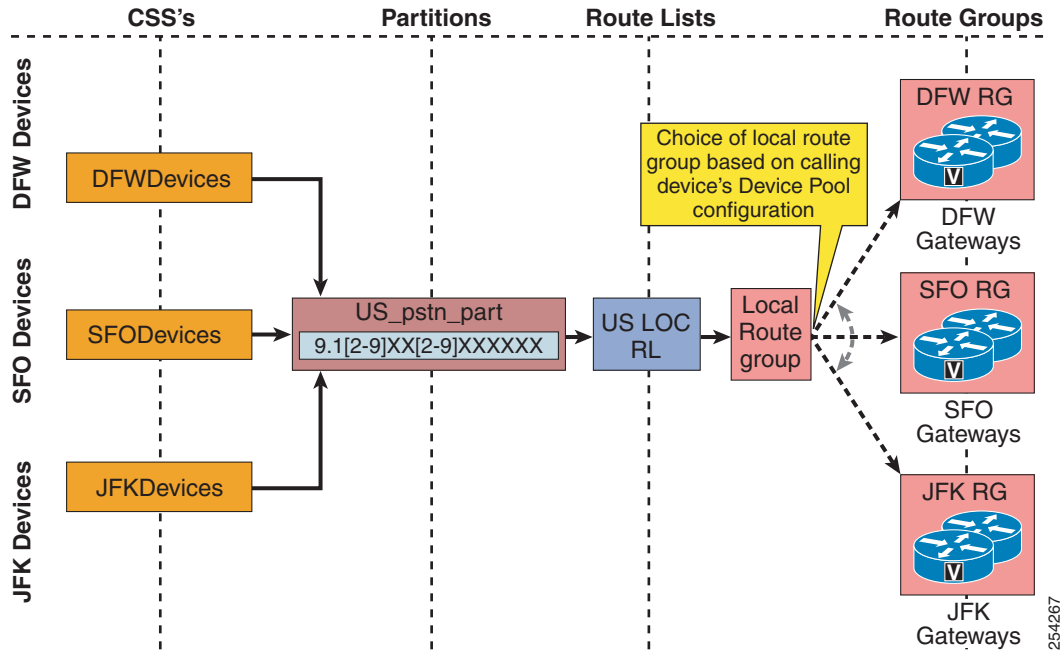 CSS's
Partitions
Route Lists
Route Groups
DFW Devices
DFWDevices
Choice of local route
group based on calling
device's Device Pool
configuration
DFW RG
V
DFW
Gateways
SFO Devices
SFODevices
US_pstn_part
9.1[2-9]XX[2-9]XXXXXX
US LOC
RL
Local
Route
group
SFO RG
V
SFO
Gateways
JFK Devices
JFKDevices
JFK RG
V
JFK
Gateways
254267